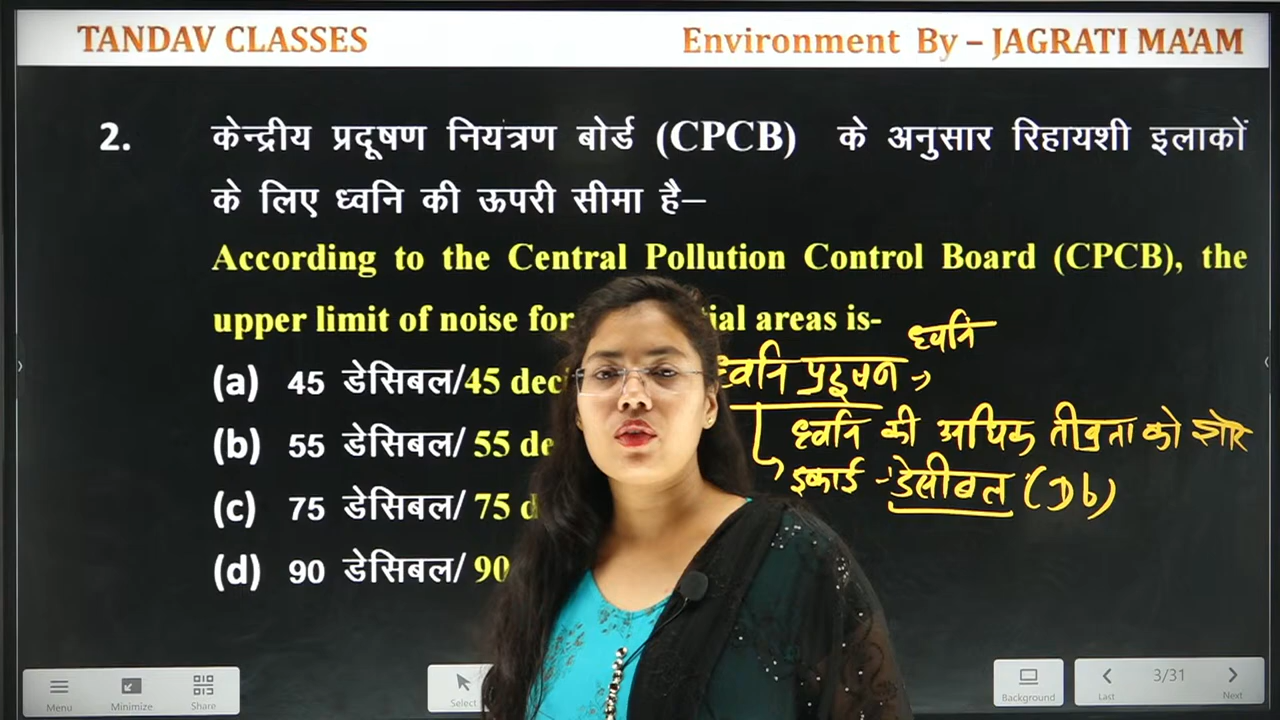 TANDAV CLASSES
Environment By – JAGRATI MA'AM
2. केन्द्रीय प्रदूषण नियत्रंण बोर्ड (CPCB) के अनुसार रिहायशी इलाकों
के लिए ध्वनि की ऊपरी सीमा है–
According to the Central Pollution Control Board (CPCB), the
upper limit of noise for areas is-
(a) 45 डेसिबल/45
(b) 55 डेसिबल/ 55
(c) 75 डेसिबल/ 75
(d) 90 डेसिबल/ 90
ध्वनि
ध्वनि प्रदूषण →
ध्वनि की अधिक तीव्रता को शोर
इकाई - डेसीबल (Db)
Menu
Minimize
Share
Select
Background
Last
3/31
Next